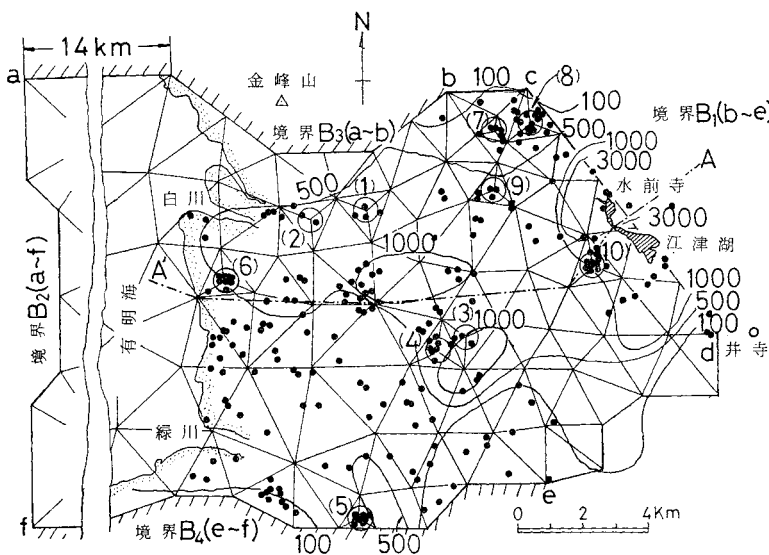 14km
N
a
b
100
c
(8)
100
金峰山
境界B₁(b~e)
(7)
500
境界B₃(a~b)
1000
3000
A
水前寺
500
(1)
(9)
白川
(2)
3000
江津湖
1000
(10)
(6)
A'
1000
境界B₂(a~f)
有明海
500
(3)
1000
100
(4)
d
井寺
緑川
(5)
e
f
境界B₄(e~f)
100
500
0
2
4Km